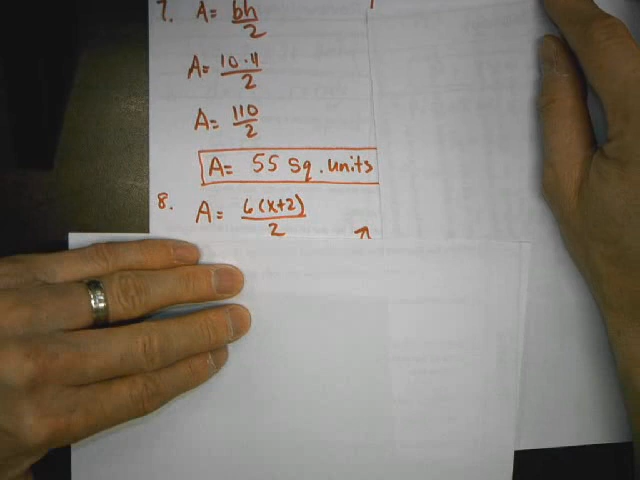 7. A = bh/2
A = 10·11/2
A = 110/2
A = 55 sq. units
8. A = 6(x+2)/2